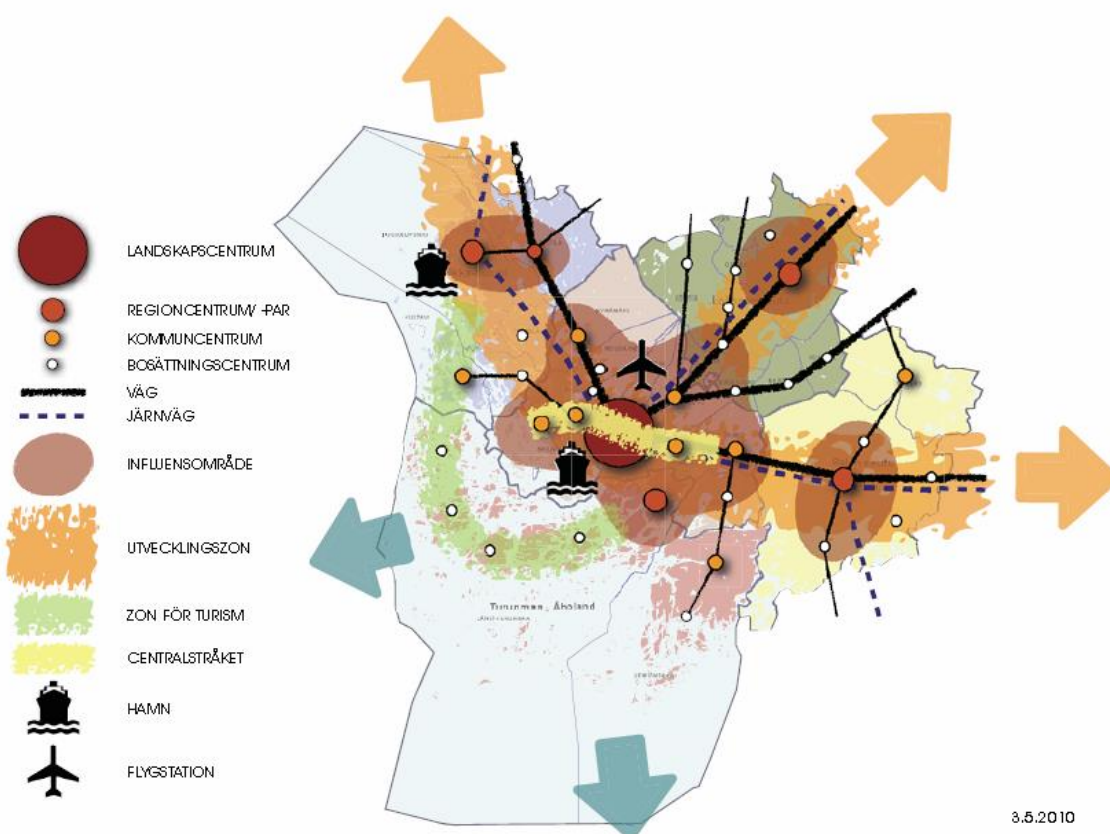 LANDSKAPSCENTRUM
REGIONCENTRUM/ -PAR
KOMMUNCENTRUM
BOSÄTTNINGSCENTRUM
VÄG
JÄRNVÄG
INFLUENSOMRÅDE
UTVECKLINGSZON
ZON FÖR TURISM
CENTRALSTRÅKET
HAMN
FLYGSTATION
Turunmaa, Åboland
3.5.2010